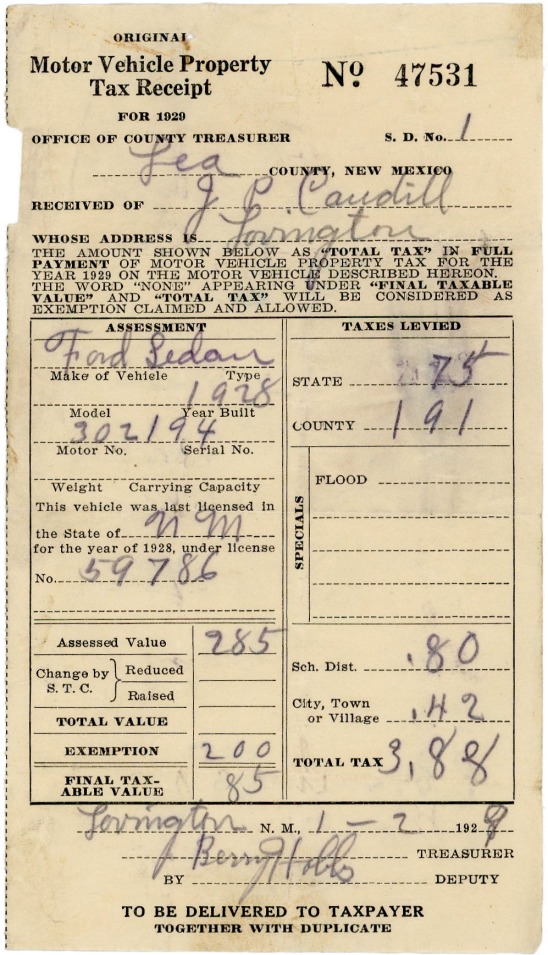 ORIGINAL
Motor Vehicle Property
Tax Receipt
No 47531
FOR 1929
OFFICE OF COUNTY TREASURER S. D. No. 1
Lea COUNTY, NEW MEXICO
RECEIVED OF J P Caudill
WHOSE ADDRESS IS Lovington
THE AMOUNT SHOWN BELOW AS "TOTAL TAX" IN FULL
PAYMENT OF MOTOR VEHICLE PROPERTY TAX FOR THE
YEAR 1929 ON THE MOTOR VEHICLE DESCRIBED HEREON.
THE WORD "NONE" APPEARING UNDER "FINAL TAXABLE
VALUE" AND "TOTAL TAX" WILL BE CONSIDERED AS
EXEMPTION CLAIMED AND ALLOWED.
ASSESSMENT
Ford Sedan
Make of Vehicle Type
1928
Model Year Built
302194
Motor No. Serial No.
Weight Carrying Capacity
This vehicle was last licensed in
the State of N M
for the year of 1928, under license
No. 59786
Assessed Value 285
Change by S. T. C. Reduced
Raised
TOTAL VALUE
EXEMPTION 200
FINAL TAX-
ABLE VALUE 85
TAXES LEVIED
STATE 75
COUNTY 191
SPECIALS
FLOOD
Sch. Dist. .80
City, Town
or Village .42
TOTAL TAX 3,88
Lovington N. M., 1-2 1929
Berry Hobbs TREASURER
BY DEPUTY
TO BE DELIVERED TO TAXPAYER
TOGETHER WITH DUPLICATE